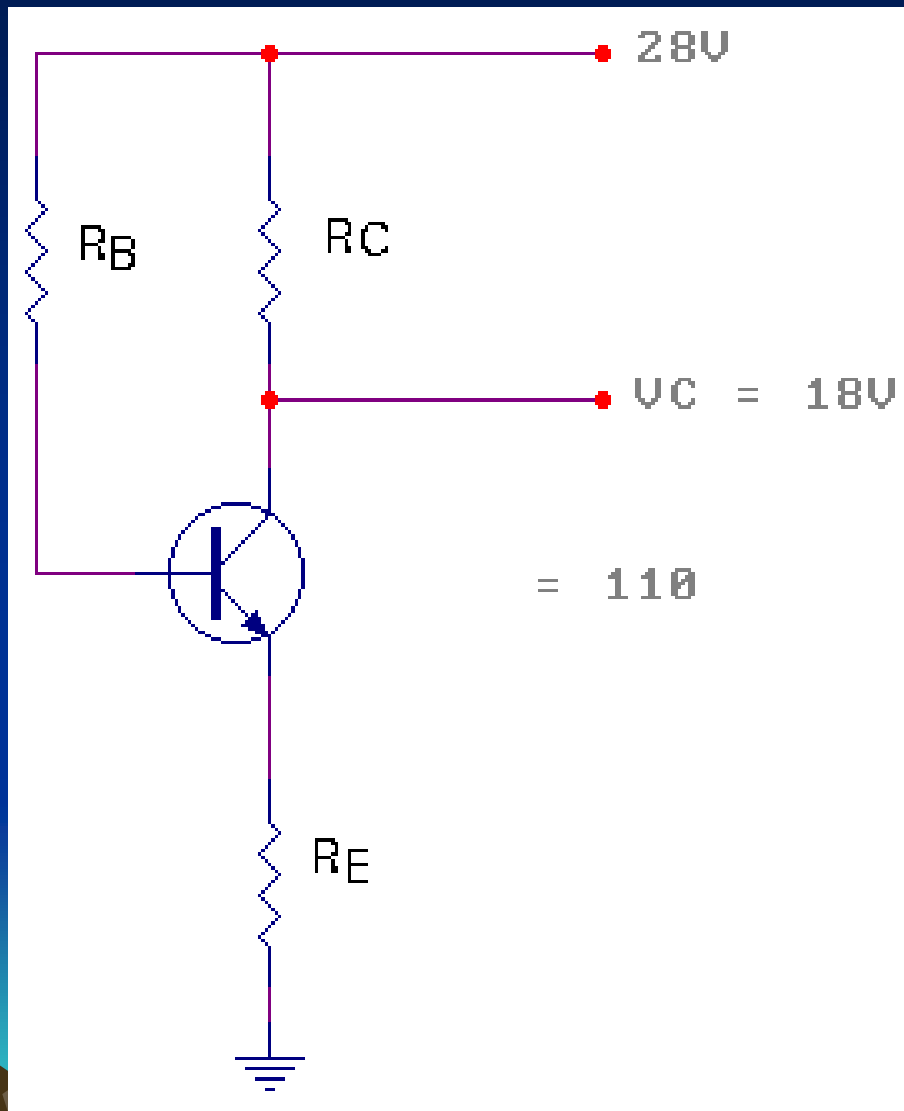 28V
RB RC
VC = 18V
= 110
RE